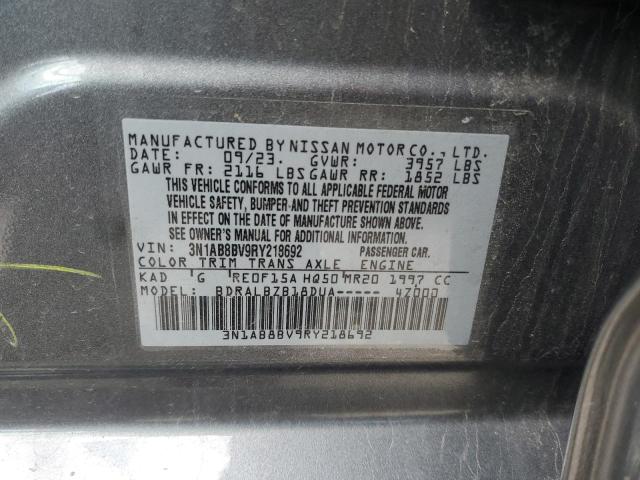 MANUFACTURED BY NISSAN MOTOR CO., LTD.
DATE: 09/23. GVWR: 3957 LBS
GAWR FR: 2116 LBS GAWR RR: 1852 LBS
THIS VEHICLE CONFORMS TO ALL APPLICABLE FEDERAL MOTOR
VEHICLE SAFETY, BUMPER-AND THEFT PREVENTION STANDARDS
IN EFFECT ON THE DATE OF MANUFACTURE SHOWN ABOVE.
SEE OWNER'S MANUAL FOR ADDITIONAL INFORMATION.
VIN: 3N1AB8BV9RY218692 PASSENGER CAR.
COLOR TRIM TRANS AXLE ENGINE
KAD G RE0F15A HQ50 MR20 1997 CC
MODEL: BDRALBZB18DUA----- 4Z000
3N1AB8BV9RY218692